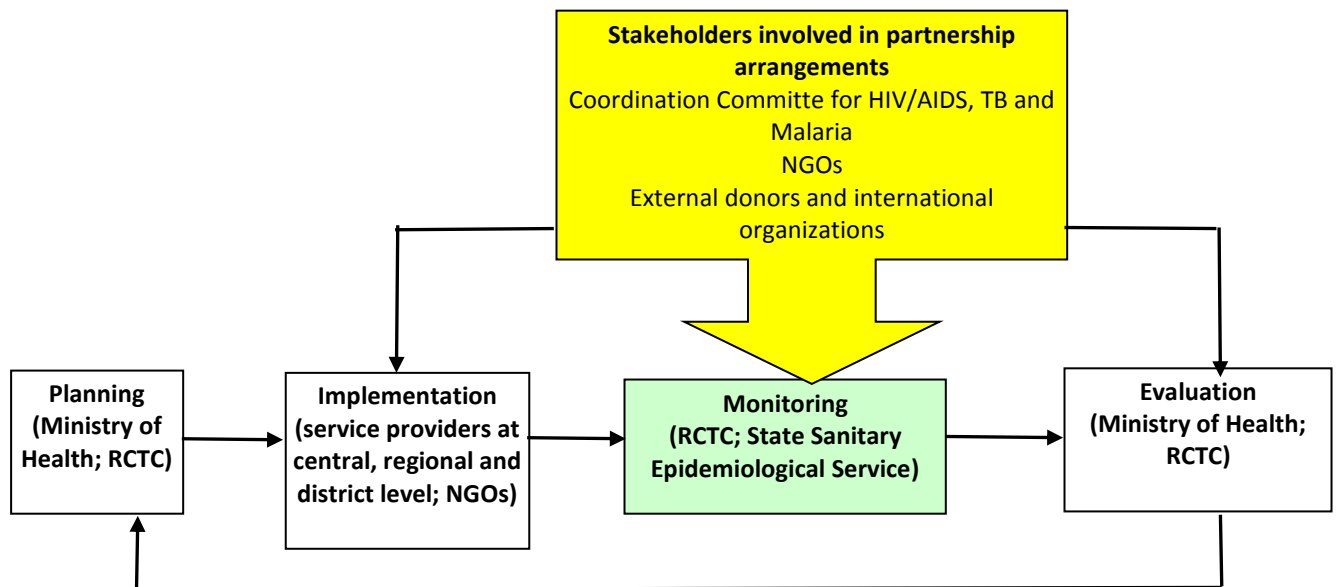 Stakeholders involved in partnership
arrangements
Coordination Committe for HIV/AIDS, TB and
Malaria
NGOs
External donors and international
organizations
Planning
(Ministry of
Health; RCTC)
Implementation
(service providers at
central, regional and
district level; NGOs)
Monitoring
(RCTC; State Sanitary
Epidemiological Service)
Evaluation
(Ministry of Health;
RCTC)